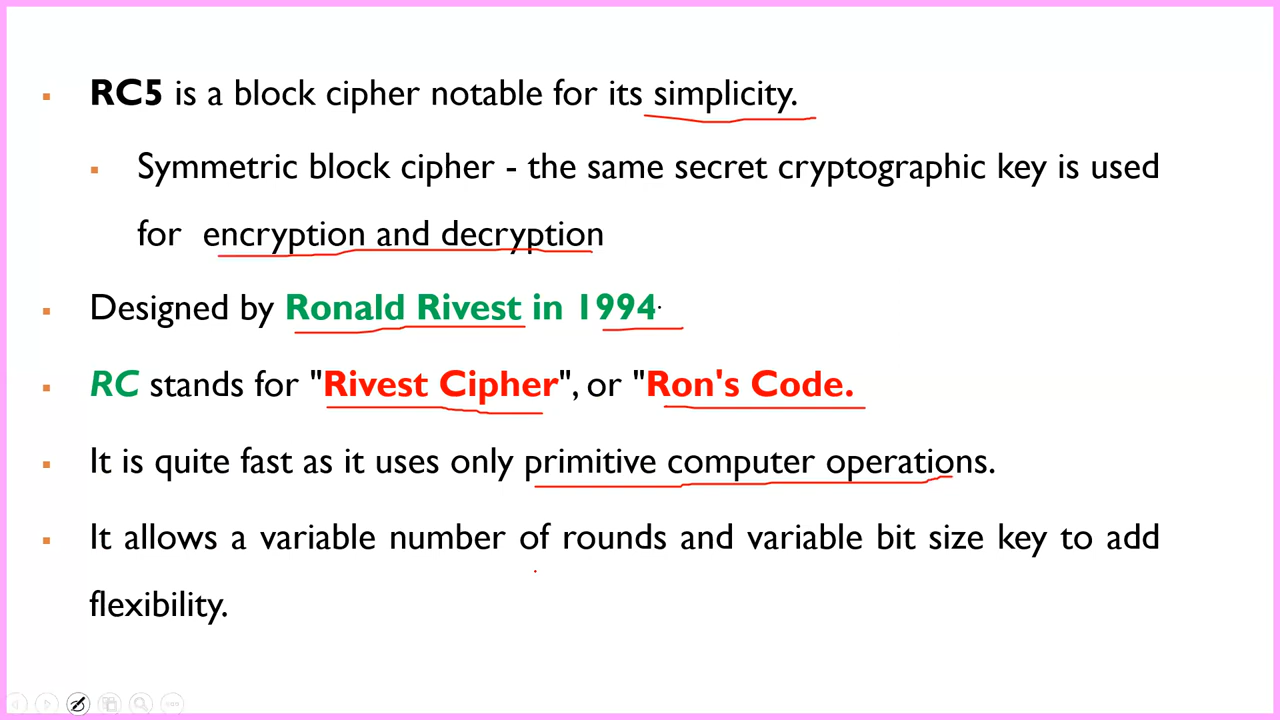 RC5 is a block cipher notable for its simplicity.
Symmetric block cipher - the same secret cryptographic key is used
for encryption and decryption
Designed by Ronald Rivest in 1994
RC stands for "Rivest Cipher", or "Ron's Code.
It is quite fast as it uses only primitive computer operations.
It allows a variable number of rounds and variable bit size key to add
flexibility.